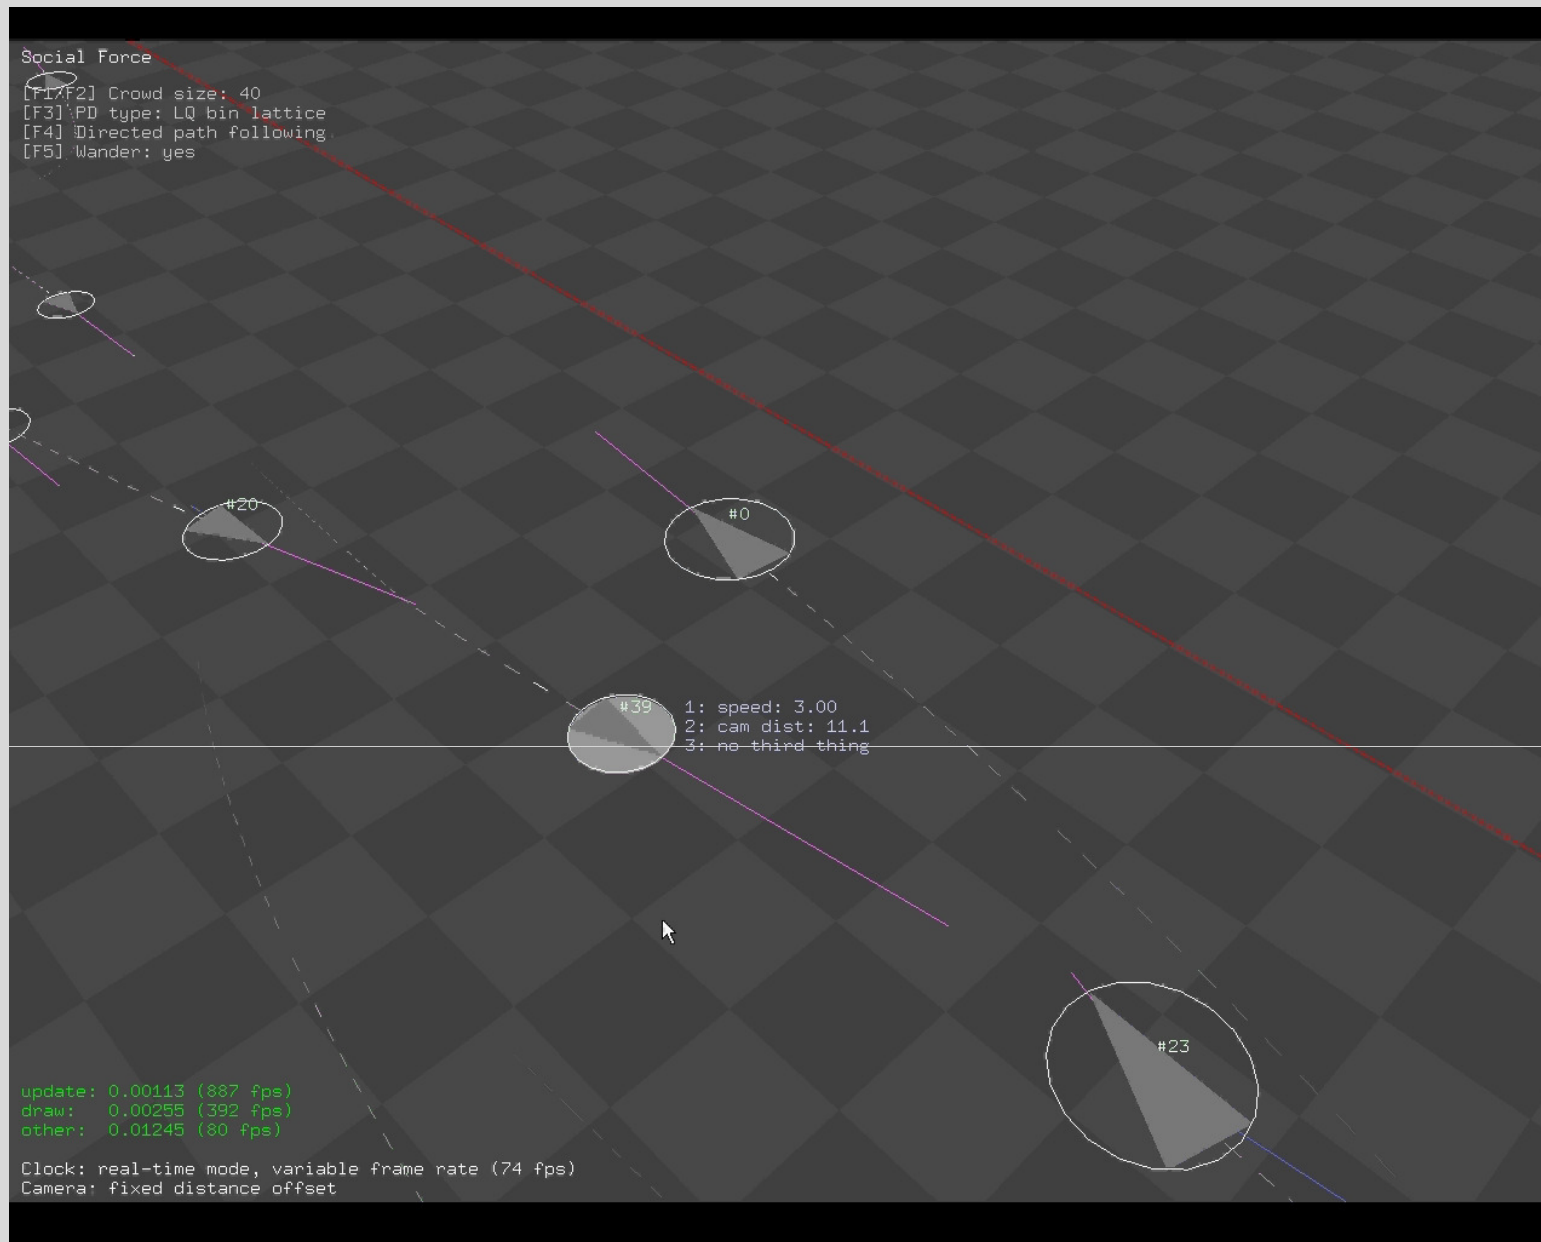 Social Force
[F1/F2] Crowd size: 40
[F3] PD type: LQ bin lattice
[F4] Directed path following.
[F5] Wander: yes
#20
#0
#39
1: speed: 3.00
2: cam dist: 11.1
3: no third thing
#23
update: 0.00113 (887 fps)
draw:   0.00255 (392 fps)
other:  0.01245 (80 fps)
Clock: real-time mode, variable frame rate (74 fps)
Camera: fixed distance offset